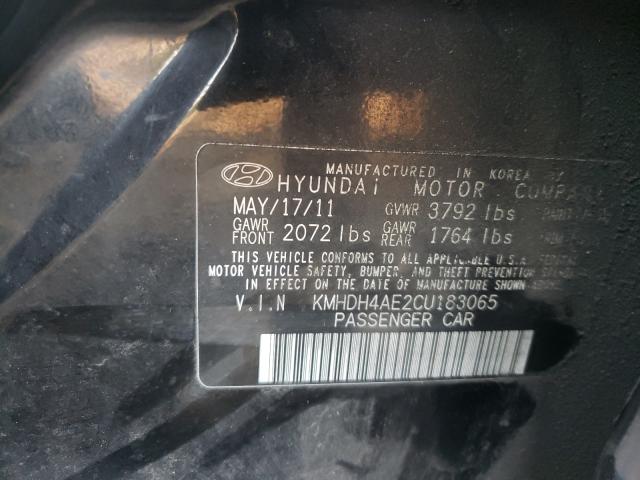 MANUFACTURED IN KOREA BY
HYUNDAI MOTOR COMPANY
MAY/17/11 GVWR 3792 lbs
GAWR FRONT 2072 lbs GAWR REAR 1764 lbs
THIS VEHICLE CONFORMS TO ALL APPLICABLE U.S.A. FEDERAL
MOTOR VEHICLE SAFETY, BUMPER, AND THEFT PREVENTION
IN EFFECT ON THE DATE OF MANUFACTURE SHOWN
V.I.N KMHDH4AE2CU183065
PASSENGER CAR